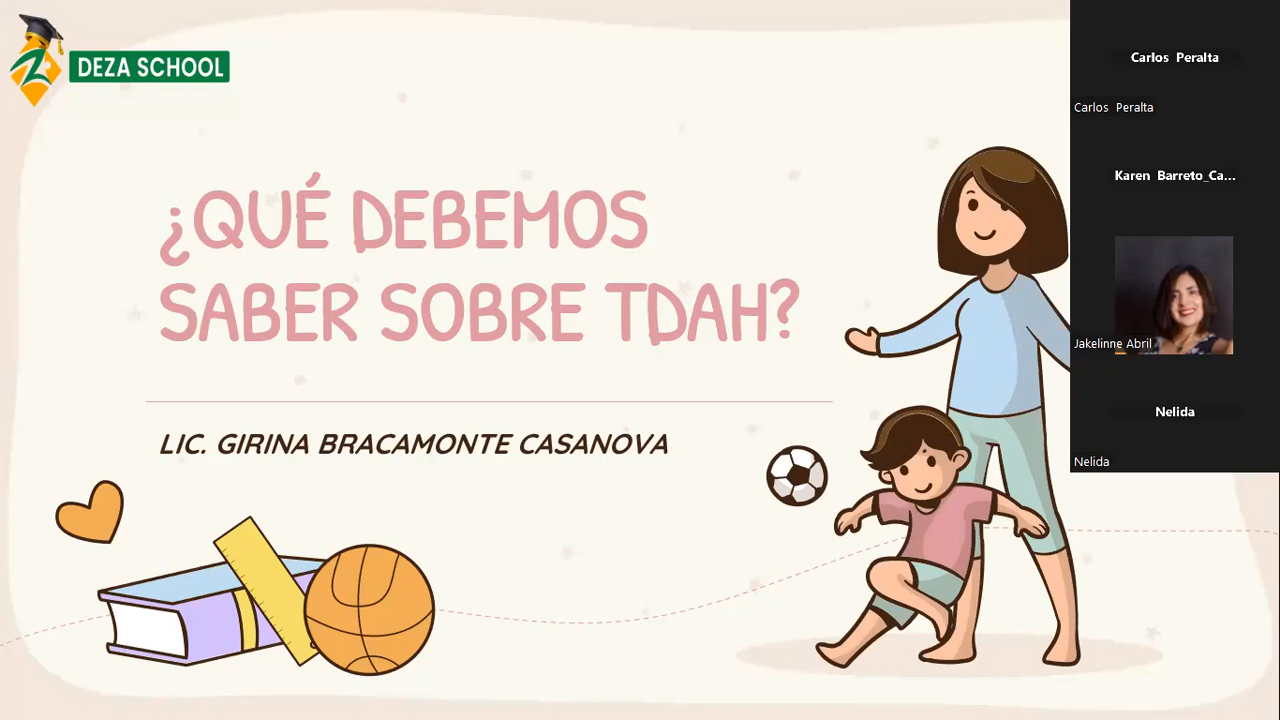 DEZA SCHOOL
¿QUÉ DEBEMOS
SABER SOBRE TDAH?
LIC. GIRINA BRACAMONTE CASANOVA
Carlos Peralta
Carlos Peralta
Karen Barreto_Ca...
Jakelinne Abril
Nelida
Nelida